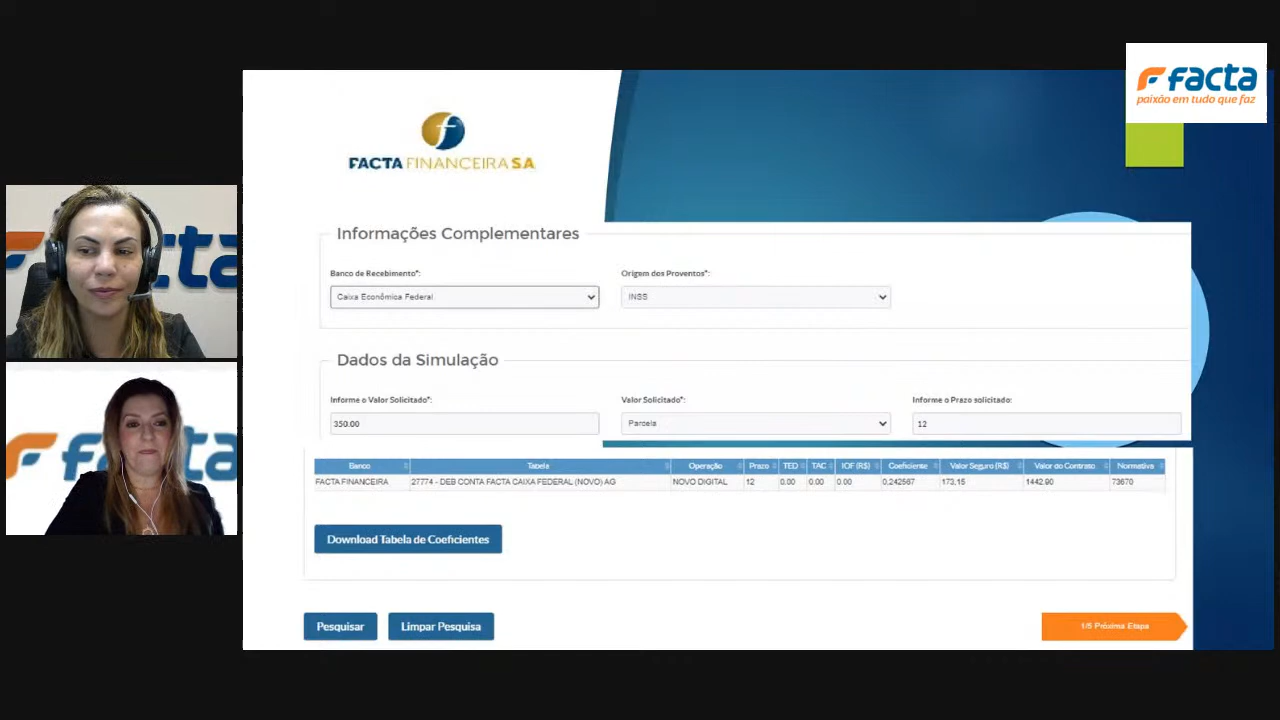 facta
paixão em tudo que faz
FACTA FINANCEIRA S.A.
Informações Complementares
Banco de Recebimento*: Origem dos Proventos*:
Caixa Econômica Federal INSS
Dados da Simulação
Informe o Valor Solicitado*: Valor Solicitado*: Informe o Prazo solicitado:
350.00 Parcela 12
Banco Tabela Operação Prazo TED TAC IOF (R$) Coeficiente Valor Seguro (R$) Valor do Contrato Normativa
FACTA FINANCEIRA 27774 - DEB CONTA FACTA CAIXA FEDERAL (NOVO) AG NOVO DIGITAL 12 0.00 0.00 0.00 0,242567 173,15 1442.90 73670
Download Tabela de Coeficientes
Pesquisar Limpar Pesquisa 1/5 Próxima Etapa
cta
facta